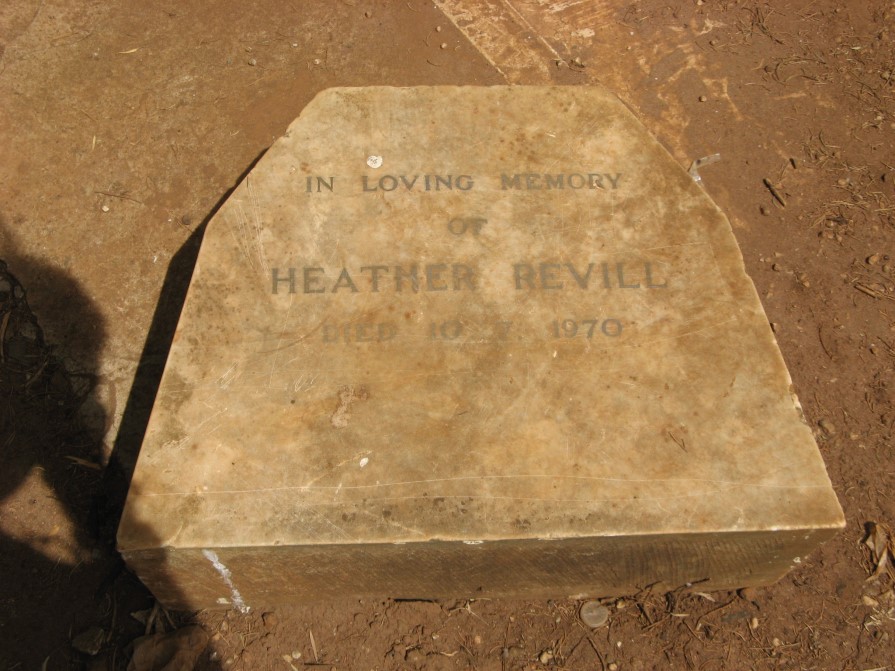 IN LOVING MEMORY
OF
HEATHER REVILL
DIED 10 7 1970